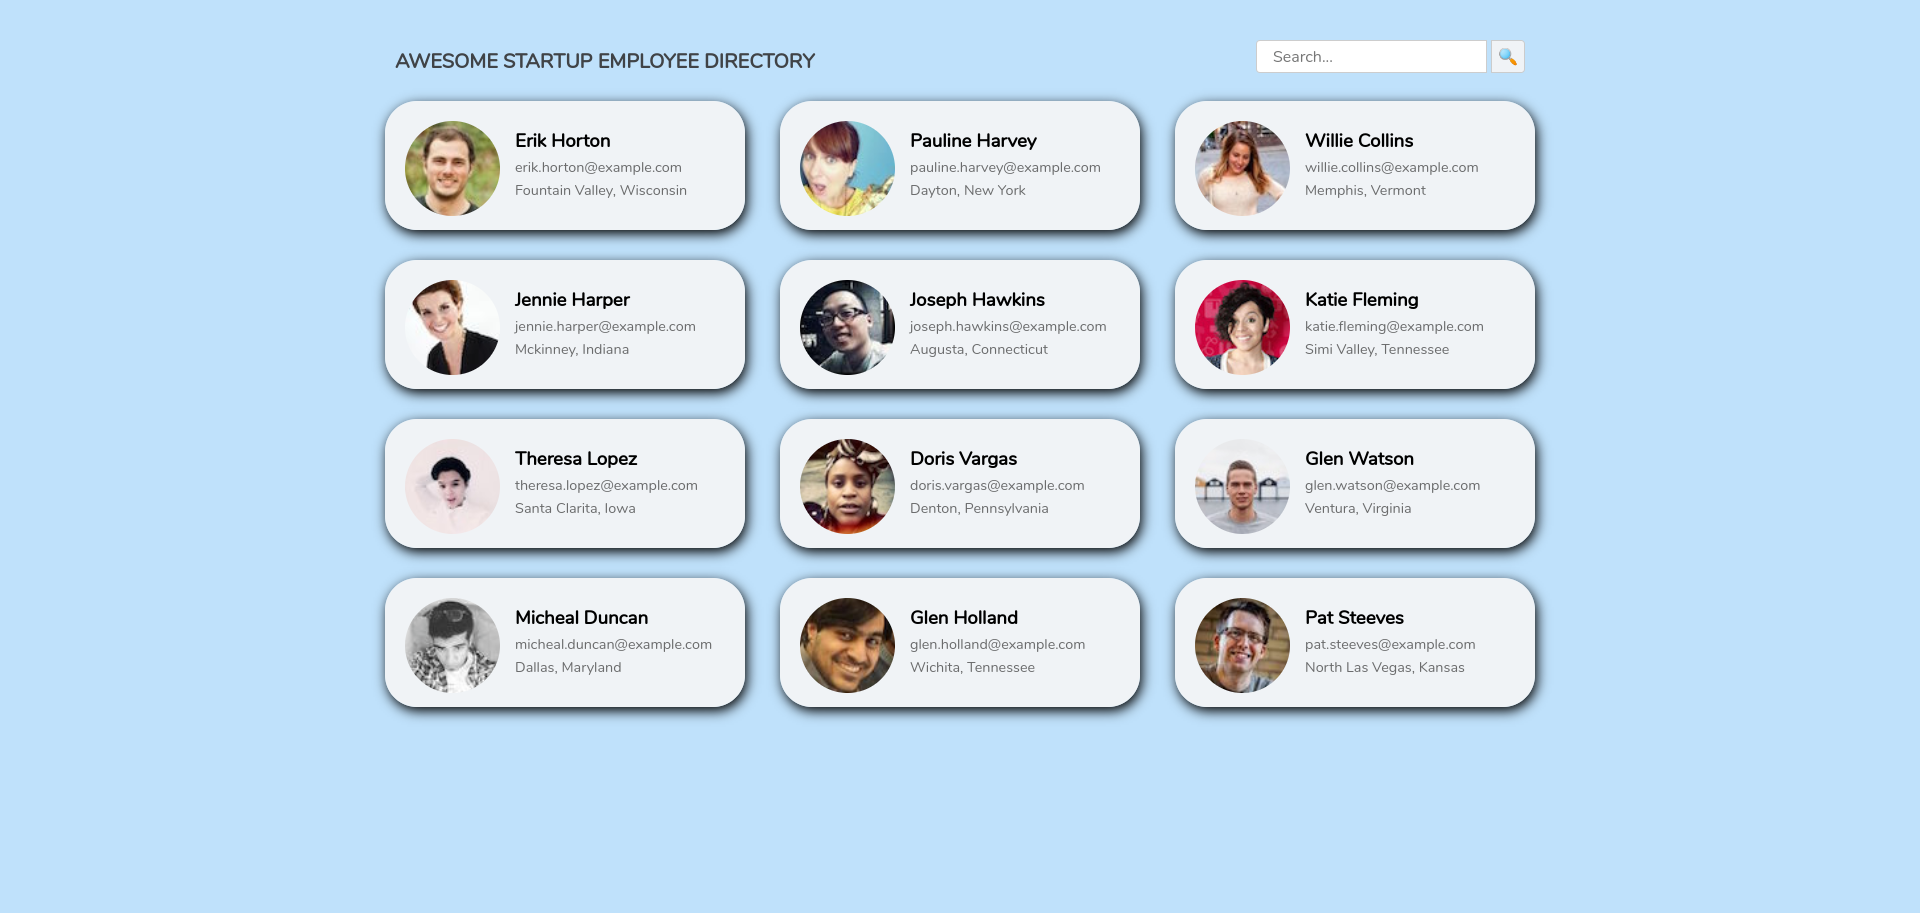 AWESOME STARTUP EMPLOYEE DIRECTORY
Search...
Erik Horton
erik.horton@example.com
Fountain Valley, Wisconsin
Pauline Harvey
pauline.harvey@example.com
Dayton, New York
Willie Collins
willie.collins@example.com
Memphis, Vermont
Jennie Harper
jennie.harper@example.com
Mckinney, Indiana
Joseph Hawkins
joseph.hawkins@example.com
Augusta, Connecticut
Katie Fleming
katie.fleming@example.com
Simi Valley, Tennessee
Theresa Lopez
theresa.lopez@example.com
Santa Clarita, Iowa
Doris Vargas
doris.vargas@example.com
Denton, Pennsylvania
Glen Watson
glen.watson@example.com
Ventura, Virginia
Micheal Duncan
micheal.duncan@example.com
Dallas, Maryland
Glen Holland
glen.holland@example.com
Wichita, Tennessee
Pat Steeves
pat.steeves@example.com
North Las Vegas, Kansas